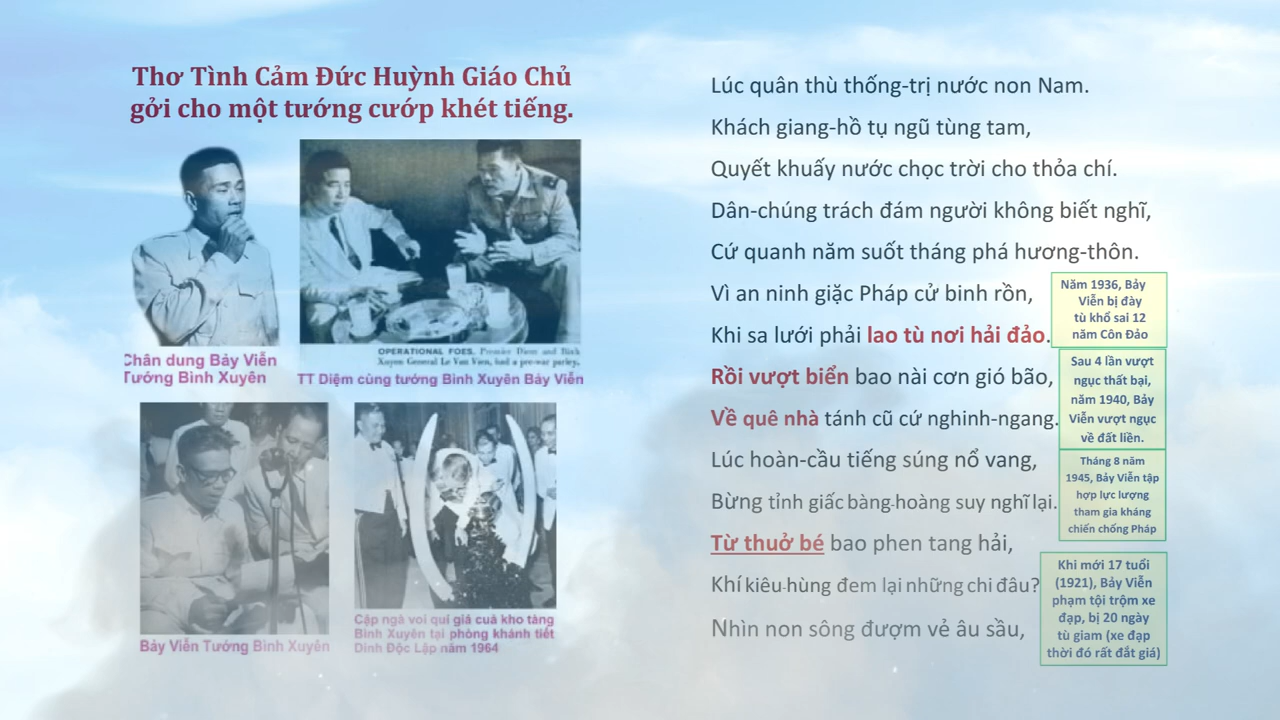 Thơ Tình Cảm Đức Huỳnh Giáo Chủ
gởi cho một tướng cướp khét tiếng.
Chân dung Bảy Viễn
Tướng Bình Xuyên
OPERATIONAL FOES. Premier Diem and Binh
Xuyen General Le Van Vien, had a pre-war parley,
TT Diệm cùng tướng Bình Xuyên Bảy Viễn
Bảy Viễn Tướng Bình Xuyên
Cặp ngà voi quí giá cuả kho tàng
Bình Xuyên tại phòng khánh tiết
Dinh Độc Lập năm 1964
Lúc quân thù thống-trị nước non Nam.
Khách giang-hồ tụ ngũ tùng tam,
Quyết khuấy nước chọc trời cho thỏa chí.
Dân-chúng trách đám người không biết nghĩ,
Cứ quanh năm suốt tháng phá hương-thôn.
Vì an ninh giặc Pháp cử binh rồn,
Khi sa lưới phải lao tù nơi hải đảo.
Rồi vượt biển bao nài cơn gió bão,
Về quê nhà tánh cũ cứ nghinh-ngang.
Lúc hoàn-cầu tiếng súng nổ vang,
Bừng tỉnh giấc bàng-hoàng suy nghĩ lại.
Từ thuở bé bao phen tang hải,
Khí kiêu-hùng đem lại những chi đâu?
Nhìn non sông đượm vẻ âu sầu,
Năm 1936, Bảy
Viễn bị đày
tù khổ sai 12
năm Côn Đảo
Sau 4 lần vượt
ngục thất bại,
năm 1940, Bảy
Viễn vượt ngục
về đất liền.
Tháng 8 năm
1945, Bảy Viễn tập
hợp lực lượng
tham gia kháng
chiến chống Pháp
Khi mới 17 tuổi
(1921), Bảy Viễn
phạm tội trộm xe
đạp, bị 20 ngày
tù giam (xe đạp
thời đó rất đắt giá)